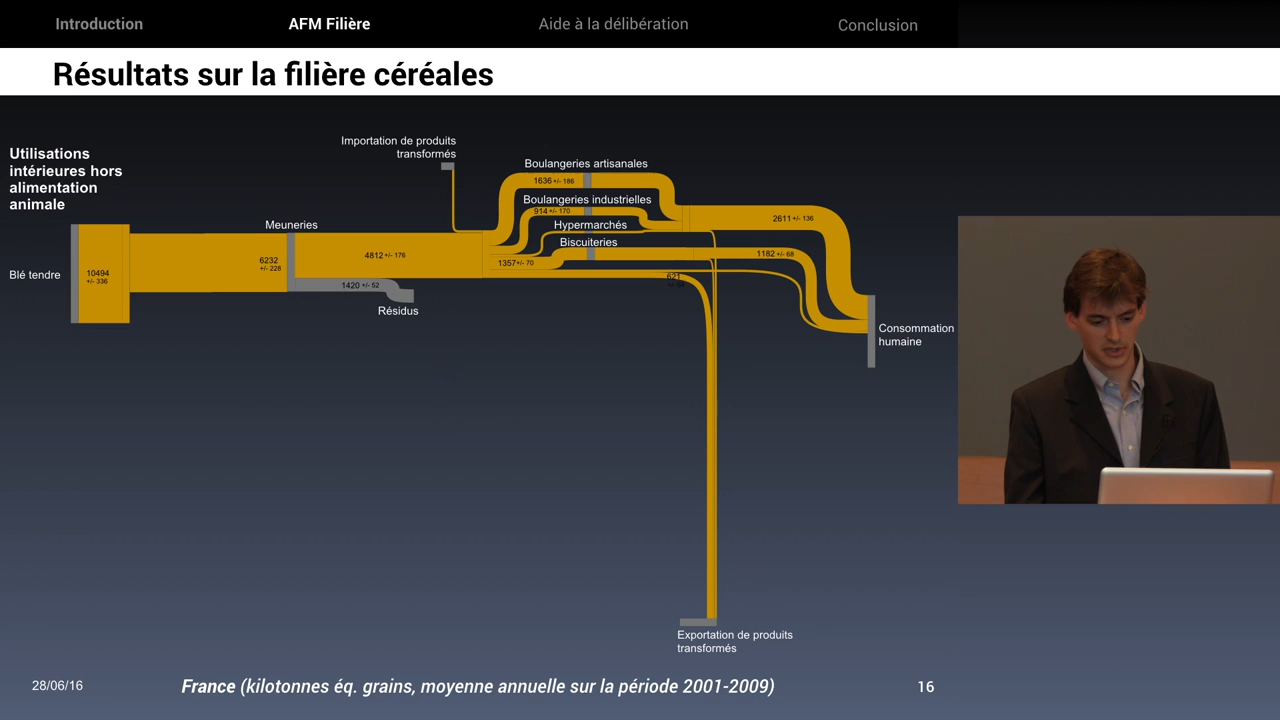 Introduction
AFM Filière
Aide à la délibération
Conclusion
Résultats sur la filière céréales
Utilisations
intérieures hors
alimentation
animale
Importation de produits
transformés
Boulangeries artisanales
1636 +/- 186
Boulangeries industrielles
914 +/- 170
Hypermarchés
Biscuiteries
2611 +/- 136
Meuneries
Blé tendre
10494
+/- 336
6232
+/- 228
4812 +/- 176
1357 +/- 70
1182 +/- 68
1420 +/- 52
Résidus
Consommation
humaine
Exportation de produits
transformés
28/06/16
France (kilotonnes éq. grains, moyenne annuelle sur la période 2001-2009)
16